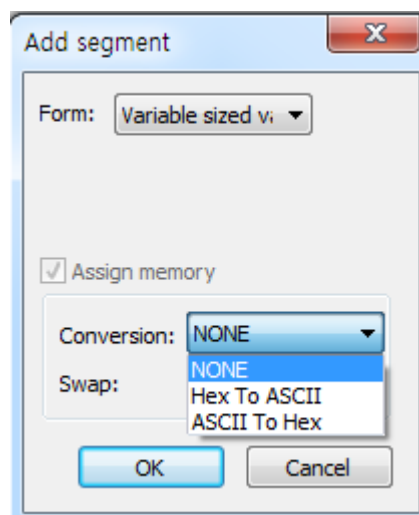 Add segment
Form: Variable sized va
Assign memory
Conversion: NONE
NONE
Hex To ASCII
Swap:
ASCII To Hex
OK Cancel